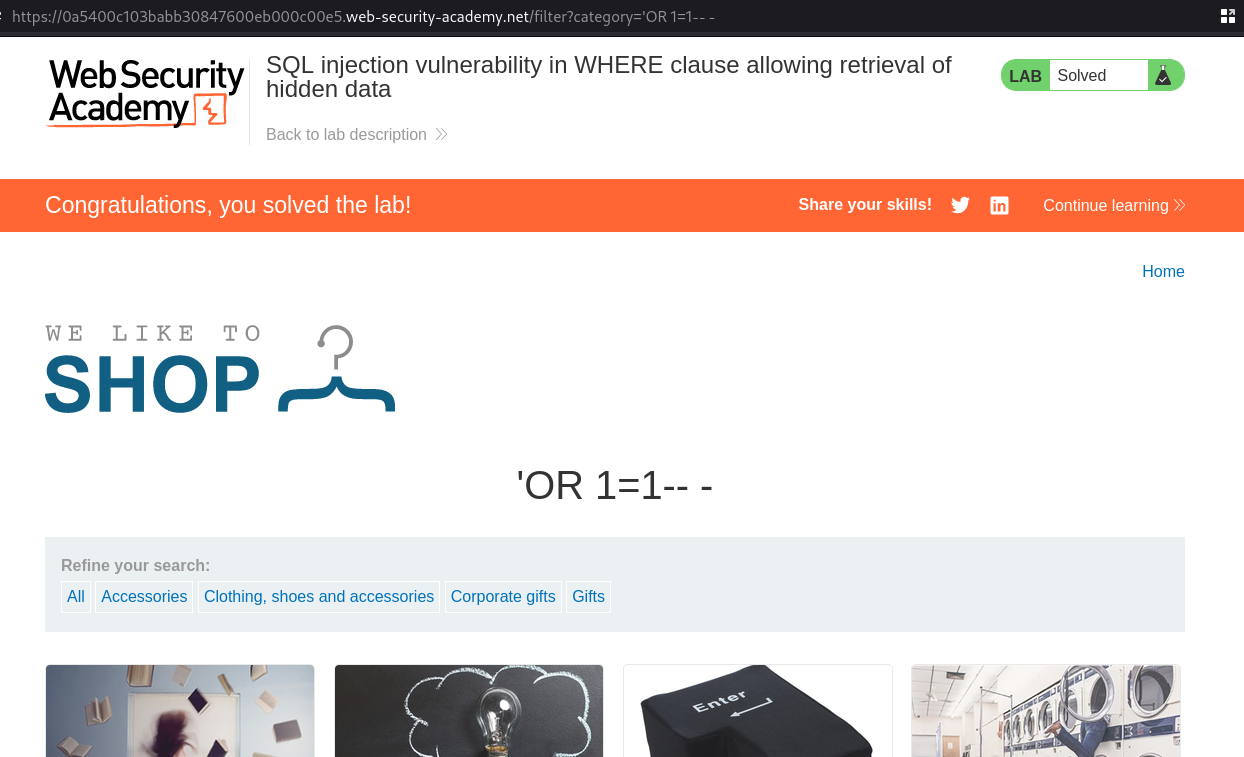 https://0a5400c103babb30847600eb000c00e5.web-security-academy.net/filter?category='OR 1=1-- -
Web Security
Academy
SQL injection vulnerability in WHERE clause allowing retrieval of
hidden data
LAB Solved
Back to lab description
Congratulations, you solved the lab!
Share your skills!
Continue learning
Home
WE LIKE TO
SHOP
'OR 1=1-- -
Refine your search:
All Accessories Clothing, shoes and accessories Corporate gifts Gifts
Enter